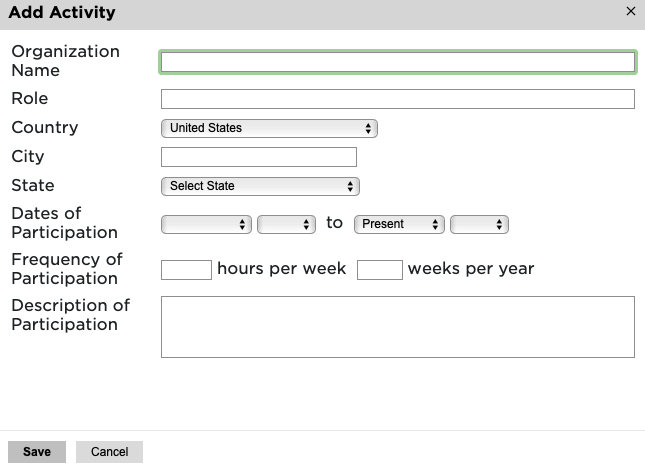 Add Activity ×
Organization
Name
Role
Country United States
City
State Select State
Dates of
Participation to Present
Frequency of
Participation hours per week weeks per year
Description of
Participation
Save Cancel